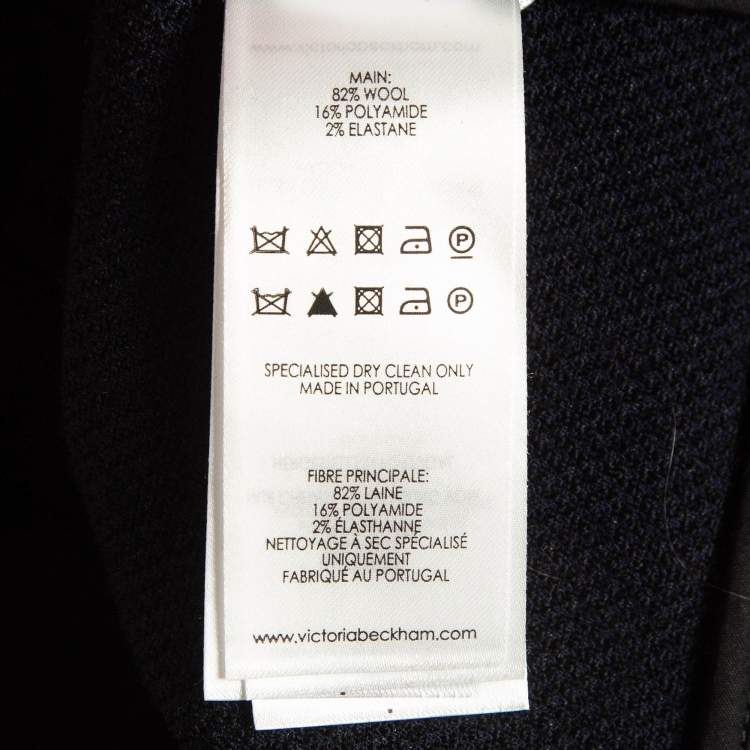 MAIN:
82% WOOL
16% POLYAMIDE
2% ELASTANE
P
P
SPECIALISED DRY CLEAN ONLY
MADE IN PORTUGAL
FIBRE PRINCIPALE:
82% LAINE
16% POLYAMIDE
2% ÉLASTHANNE
NETTOYAGE À SEC SPÉCIALISÉ
UNIQUEMENT
FABRIQUÉ AU PORTUGAL
www.victoriabeckham.com